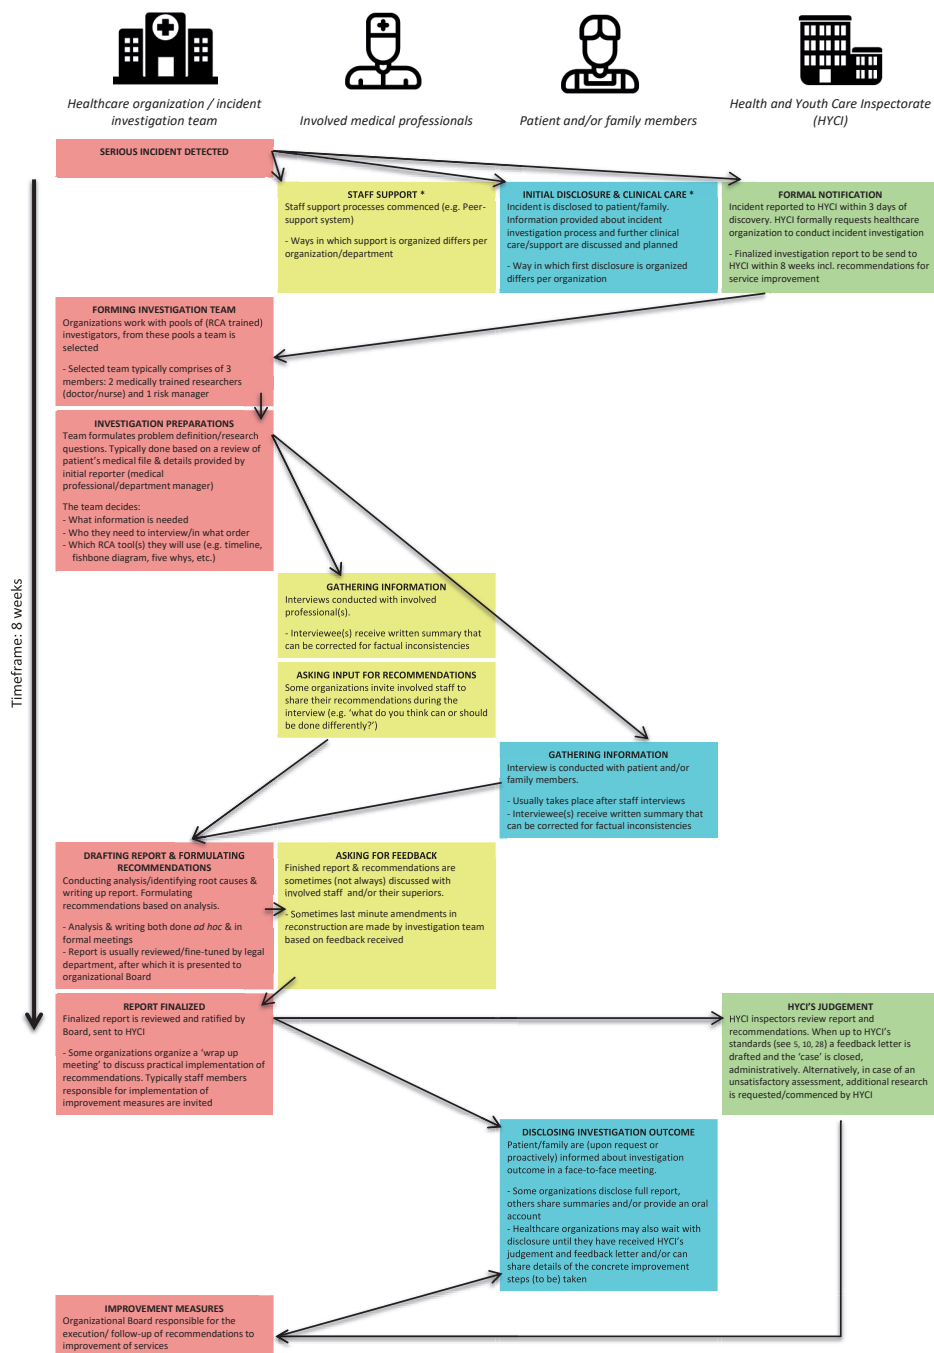 Healthcare organization / incident
investigation team
Involved medical professionals
Patient and/or family members
Health and Youth Care Inspectorate
(HYCI)
Timeframe: 8 weeks
SERIOUS INCIDENT DETECTED
STAFF SUPPORT *
Staff support processes commenced (e.g. Peer-
support system)
- Ways in which support is organized differs per
organization/department
INITIAL DISCLOSURE & CLINICAL CARE *
Incident is disclosed to patient/family.
Information provided about incident
investigation process and further clinical
care/support are discussed and planned
- Way in which first disclosure is organized
differs per organization
FORMAL NOTIFICATION
Incident reported to HYCI within 3 days of
discovery. HYCI formally requests healthcare
organization to conduct incident investigation
- Finalized investigation report to be send to
HYCI within 8 weeks incl. recommendations for
service improvement
FORMING INVESTIGATION TEAM
Organizations work with pools of (RCA trained)
investigators, from these pools a team is
selected
- Selected team typically comprises of 3
members: 2 medically trained researchers
(doctor/nurse) and 1 risk manager
INVESTIGATION PREPARATIONS
Team formulates problem definition/research
questions. Typically done based on a review of
patient's medical file & details provided by
initial reporter (medical
professional/department manager)
The team decides:
- What information is needed
- Who they need to interview/in what order
- Which RCA tool(s) they will use (e.g. timeline,
fishbone diagram, five whys, etc.)
GATHERING INFORMATION
Interviews conducted with involved
professional(s).
- Interviewee(s) receive written summary that
can be corrected for factual inconsistencies
ASKING INPUT FOR RECOMMENDATIONS
Some organizations invite involved staff to
share their recommendations during the
interview (e.g. 'what do you think can or should
be done differently?')
GATHERING INFORMATION
Interview is conducted with patient and/or
family members.
- Usually takes place after staff interviews
- Interviewee(s) receive written summary that
can be corrected for factual inconsistencies
DRAFTING REPORT & FORMULATING
RECOMMENDATIONS
Conducting analysis/identifying root causes &
writing up report. Formulating
recommendations based on analysis.
- Analysis & writing both done ad hoc & in
formal meetings
- Report is usually reviewed/fine-tuned by legal
department, after which it is presented to
organizational Board
ASKING FOR FEEDBACK
Finished report & recommendations are
sometimes (not always) discussed with
involved staff and/or their superiors.
- Sometimes last minute amendments in
reconstruction are made by investigation team
based on feedback received
REPORT FINALIZED
Finalized report is reviewed and ratified by
Board, sent to HYCI
- Some organizations organize a 'wrap up
meeting' to discuss practical implementation of
recommendations. Typically staff members
responsible for implementation of
improvement measures are invited
HYCI'S JUDGEMENT
HYCI inspectors review report and
recommendations. When up to HYCI's
standards (see 5, 10, 28) a feedback letter is
drafted and the 'case' is closed,
administratively. Alternatively, in case of an
unsatisfactory assessment, additional research
is requested/commenced by HYCI
DISCLOSING INVESTIGATION OUTCOME
Patient/family are (upon request or
proactively) informed about investigation
outcome in a face-to-face meeting.
- Some organizations disclose full report,
others share summaries and/or provide an oral
account
- Healthcare organizations may also wait with
disclosure until they have received HYCI's
judgement and feedback letter and/or can
share details of the concrete improvement
steps (to be) taken
IMPROVEMENT MEASURES
Organizational Board responsible for the
execution/ follow-up of recommendations to
improvement of services